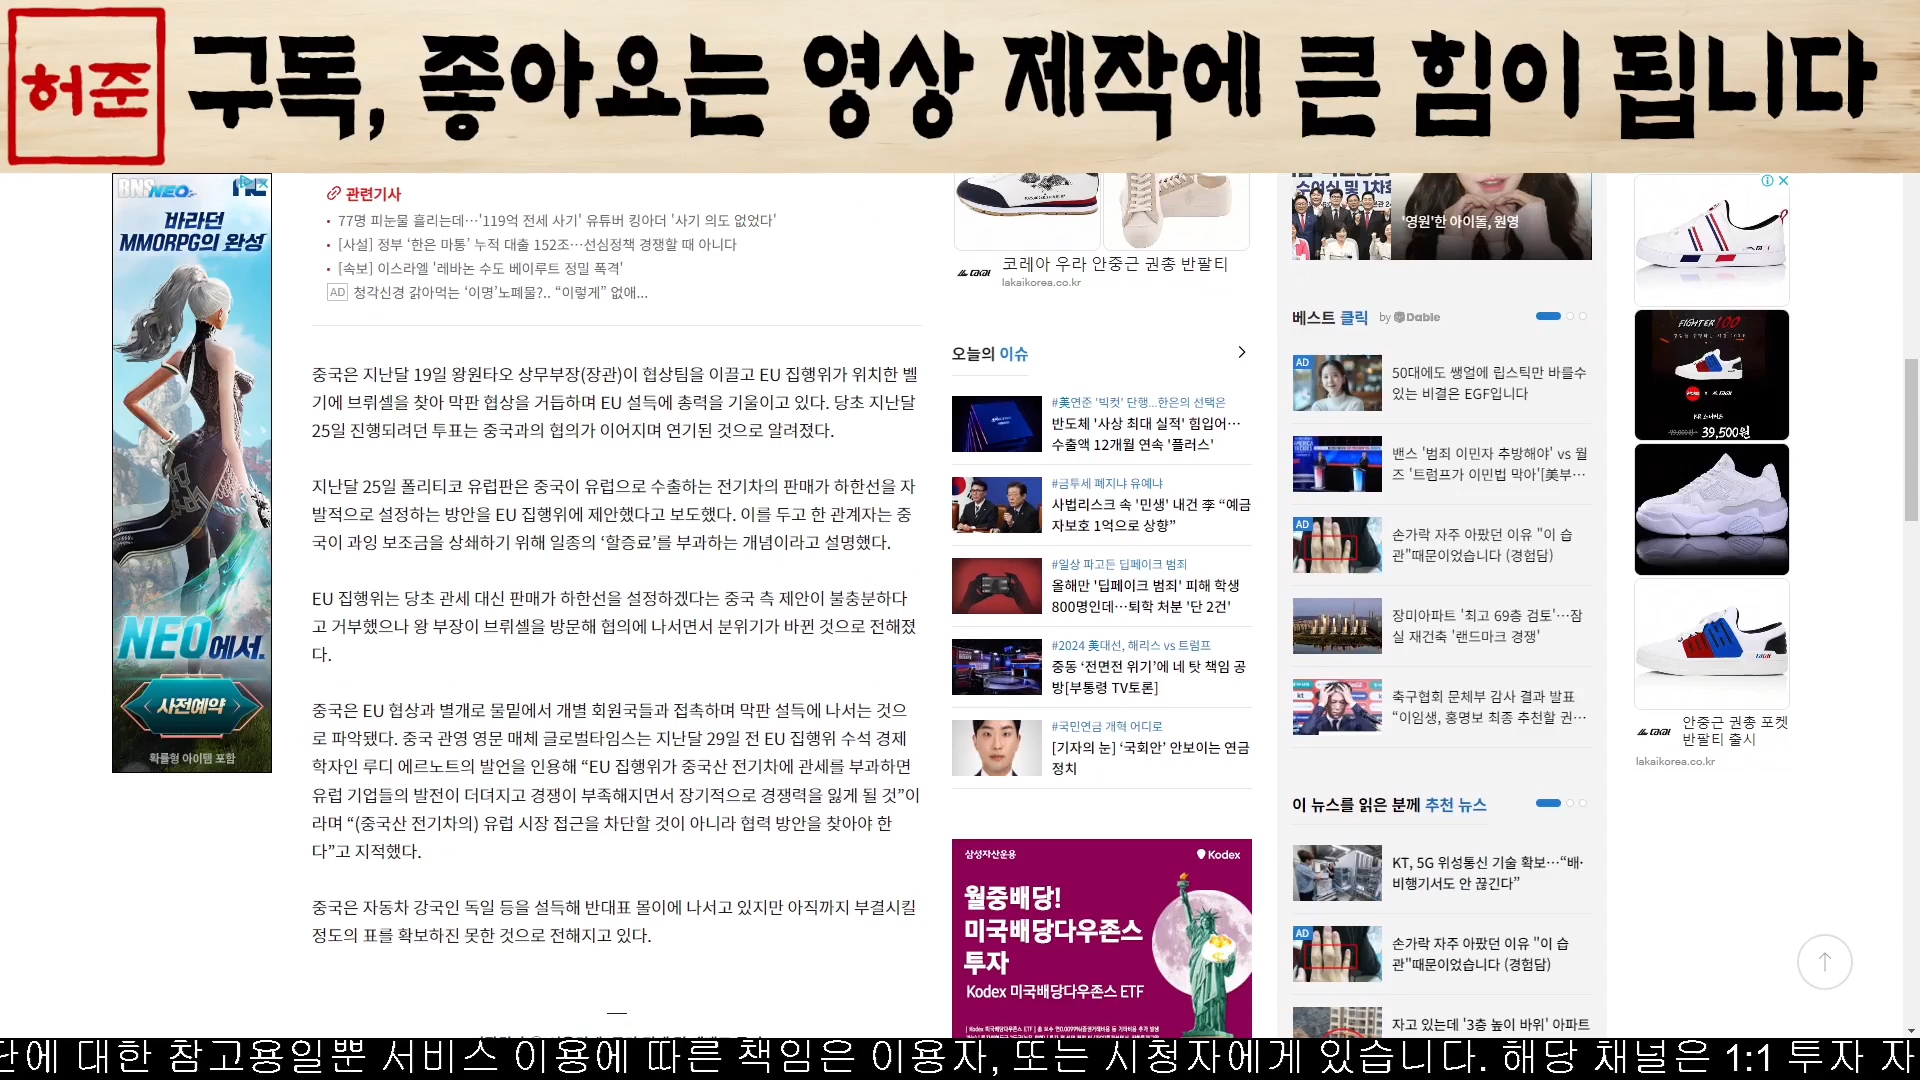 허준
구독, 좋아요는 영상 제작에 큰 힘이 됩니다
BNS NEO
바라던
MMORPG의 완성
NEO에서.
사전예약
확률형 아이템 포함
관련기사
77명 피눈물 흘리는데…'119억 전세 사기' 유튜버 킹아더 '사기 의도 없었다'
[사설] 정부 ‘한은 마통’ 누적 대출 152조…선심정책 경쟁할 때 아니다
[속보] 이스라엘 '레바논 수도 베이루트 정밀 폭격'
AD 청각신경 갉아먹는 ‘이명’노폐물?.. “이렇게” 없애...
중국은 지난달 19일 왕원타오 상무부장(장관)이 협상팀을 이끌고 EU 집행위가 위치한 벨
기에 브뤼셀을 찾아 막판 협상을 거듭하며 EU 설득에 총력을 기울이고 있다. 당초 지난달
25일 진행되려던 투표는 중국과의 협의가 이어지며 연기된 것으로 알려졌다.
지난달 25일 폴리티코 유럽판은 중국이 유럽으로 수출하는 전기차의 판매가 하한선을 자
발적으로 설정하는 방안을 EU 집행위에 제안했다고 보도했다. 이를 두고 한 관계자는 중
국이 과잉 보조금을 상쇄하기 위해 일종의 ‘할증료’를 부과하는 개념이라고 설명했다.
EU 집행위는 당초 관세 대신 판매가 하한선을 설정하겠다는 중국 측 제안이 불충분하다
고 거부했으나 왕 부장이 브뤼셀을 방문해 협의에 나서면서 분위기가 바뀐 것으로 전해졌
다.
중국은 EU 협상과 별개로 물밑에서 개별 회원국들과 접촉하며 막판 설득에 나서는 것으
로 파악됐다. 중국 관영 영문 매체 글로벌타임스는 지난달 29일 전 EU 집행위 수석 경제
학자인 루디 에르노트의 발언을 인용해 “EU 집행위가 중국산 전기차에 관세를 부과하면
유럽 기업들의 발전이 더뎌지고 경쟁이 부족해지면서 장기적으로 경쟁력을 잃게 될 것”이
라며 “(중국산 전기차의) 유럽 시장 접근을 차단할 것이 아니라 협력 방안을 찾아야 한
다”고 지적했다.
중국은 자동차 강국인 독일 등을 설득해 반대표 몰이에 나서고 있지만 아직까지 부결시킬
정도의 표를 확보하진 못한 것으로 전해지고 있다.
LAKAI
코레아 우라 안중근 권총 반팔티
lakaikorea.co.kr
오늘의 이슈
#美연준 '빅컷' 단행...한은의 선택은
반도체 '사상 최대 실적' 힘입어…
수출액 12개월 연속 '플러스'
#금투세 폐지냐 유예냐
사법리스크 속 '민생' 내건 李 “예금
자보호 1억으로 상향”
#일상 파고든 딥페이크 범죄
올해만 '딥페이크 범죄' 피해 학생
800명인데…퇴학 처분 '단 2건'
#2024 美대선, 해리스 vs 트럼프
중동 ‘전면전 위기’에 네 탓 책임 공
방[부통령 TV토론]
#국민연금 개혁 어디로
[기자의 눈] ‘국회안’ 안보이는 연금
정치
삼성자산운용
Kodex
월중배당!
미국배당다우존스
투자
Kodex 미국배당다우존스 ETF
수여식 및 1차회
'영원'한 아이돌, 원영
베스트 클릭 by Dable
AD
50대에도 쌩얼에 립스틱만 바를수
있는 비결은 EGF입니다
밴스 '범죄 이민자 추방해야' vs 월
즈 '트럼프가 이민법 막아'[美부…
AD
손가락 자주 아팠던 이유 "이 습
관"때문이었습니다 (경험담)
장미아파트 '최고 69층 검토'…잠
실 재건축 '랜드마크 경쟁'
축구협회 문체부 감사 결과 발표
“이임생, 홍명보 최종 추천할 권…
이 뉴스를 읽은 분께 추천 뉴스
KT, 5G 위성통신 기술 확보…“배·
비행기서도 안 끊긴다”
AD
손가락 자주 아팠던 이유 "이 습
관"때문이었습니다 (경험담)
자고 있는데 '3층 높이 바위' 아파트
FIGHTER 100
39,500원
LAKAI
안중근 권총 포켓
반팔티 출시
lakaikorea.co.kr
단에 대한 참고용일뿐 서비스 이용에 따른 책임은 이용자, 또는 시청자에게 있습니다. 해당 채널은 1:1 투자 자